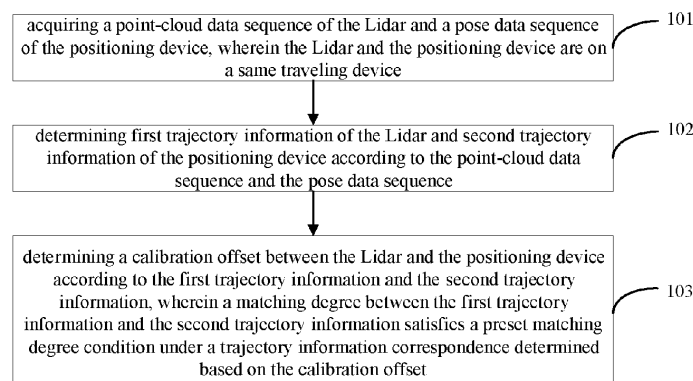 acquiring a point-cloud data sequence of the Lidar and a pose data sequence
of the positioning device, wherein the Lidar and the positioning device are on
a same traveling device
101
determining first trajectory information of the Lidar and second trajectory
information of the positioning device according to the point-cloud data
sequence and the pose data sequence
102
determining a calibration offset between the Lidar and the positioning device
according to the first trajectory information and the second trajectory
information, wherein a matching degree between the first trajectory
information and the second trajectory information satisfies a preset matching
degree condition under a trajectory information correspondence determined
based on the calibration offset
103